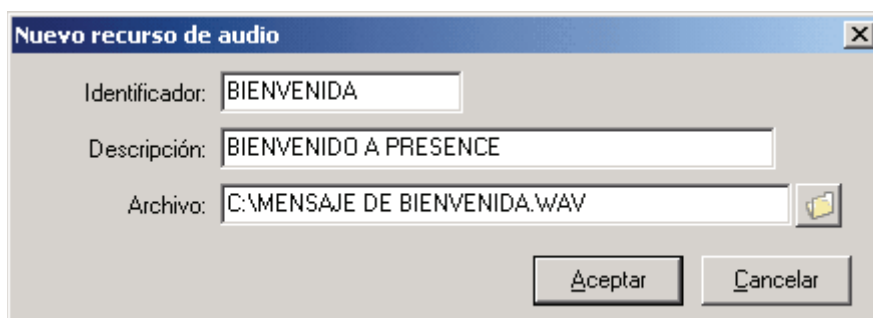 Nuevo recurso de audio
Identificador: BIENVENIDA
Descripción: BIENVENIDO A PRESENCE
Archivo: C:\MENSAJE DE BIENVENIDA.WAV
Aceptar Cancelar